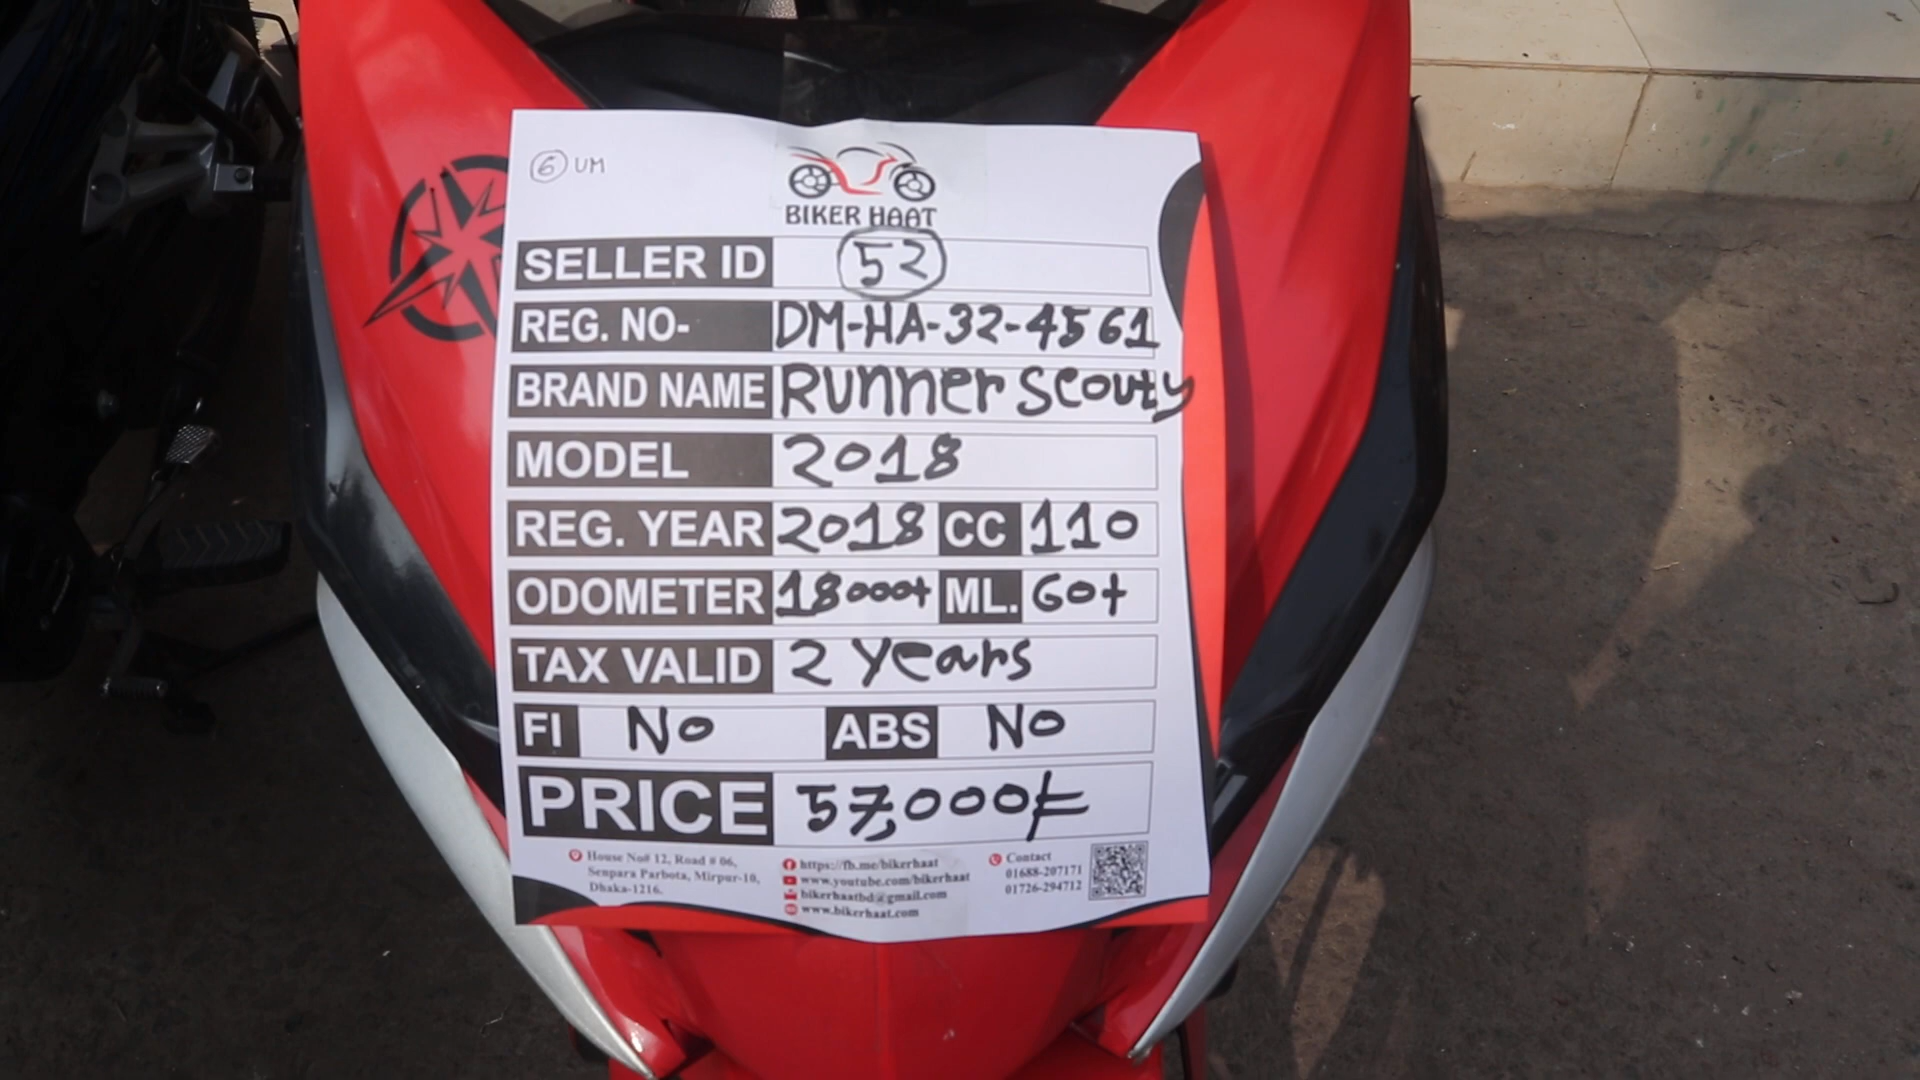 6 UM
BIKER HAAT
SELLER ID 52
REG. NO- DM-HA-32-4561
BRAND NAME Runner Scouty
MODEL 2018
REG. YEAR 2018 CC 110
ODOMETER 18000+ ML. 60+
TAX VALID 2 Years
FI No ABS No
PRICE 57,000৳
House No# 12, Road # 06,
Senpara Parbota, Mirpur-10,
Dhaka-1216.
https://fb.me/bikerhaat
www.youtube.com/bikerhaat
bikerhaatbd@gmail.com
www.bikerhaat.com
Contact
01688-207171
01726-294712